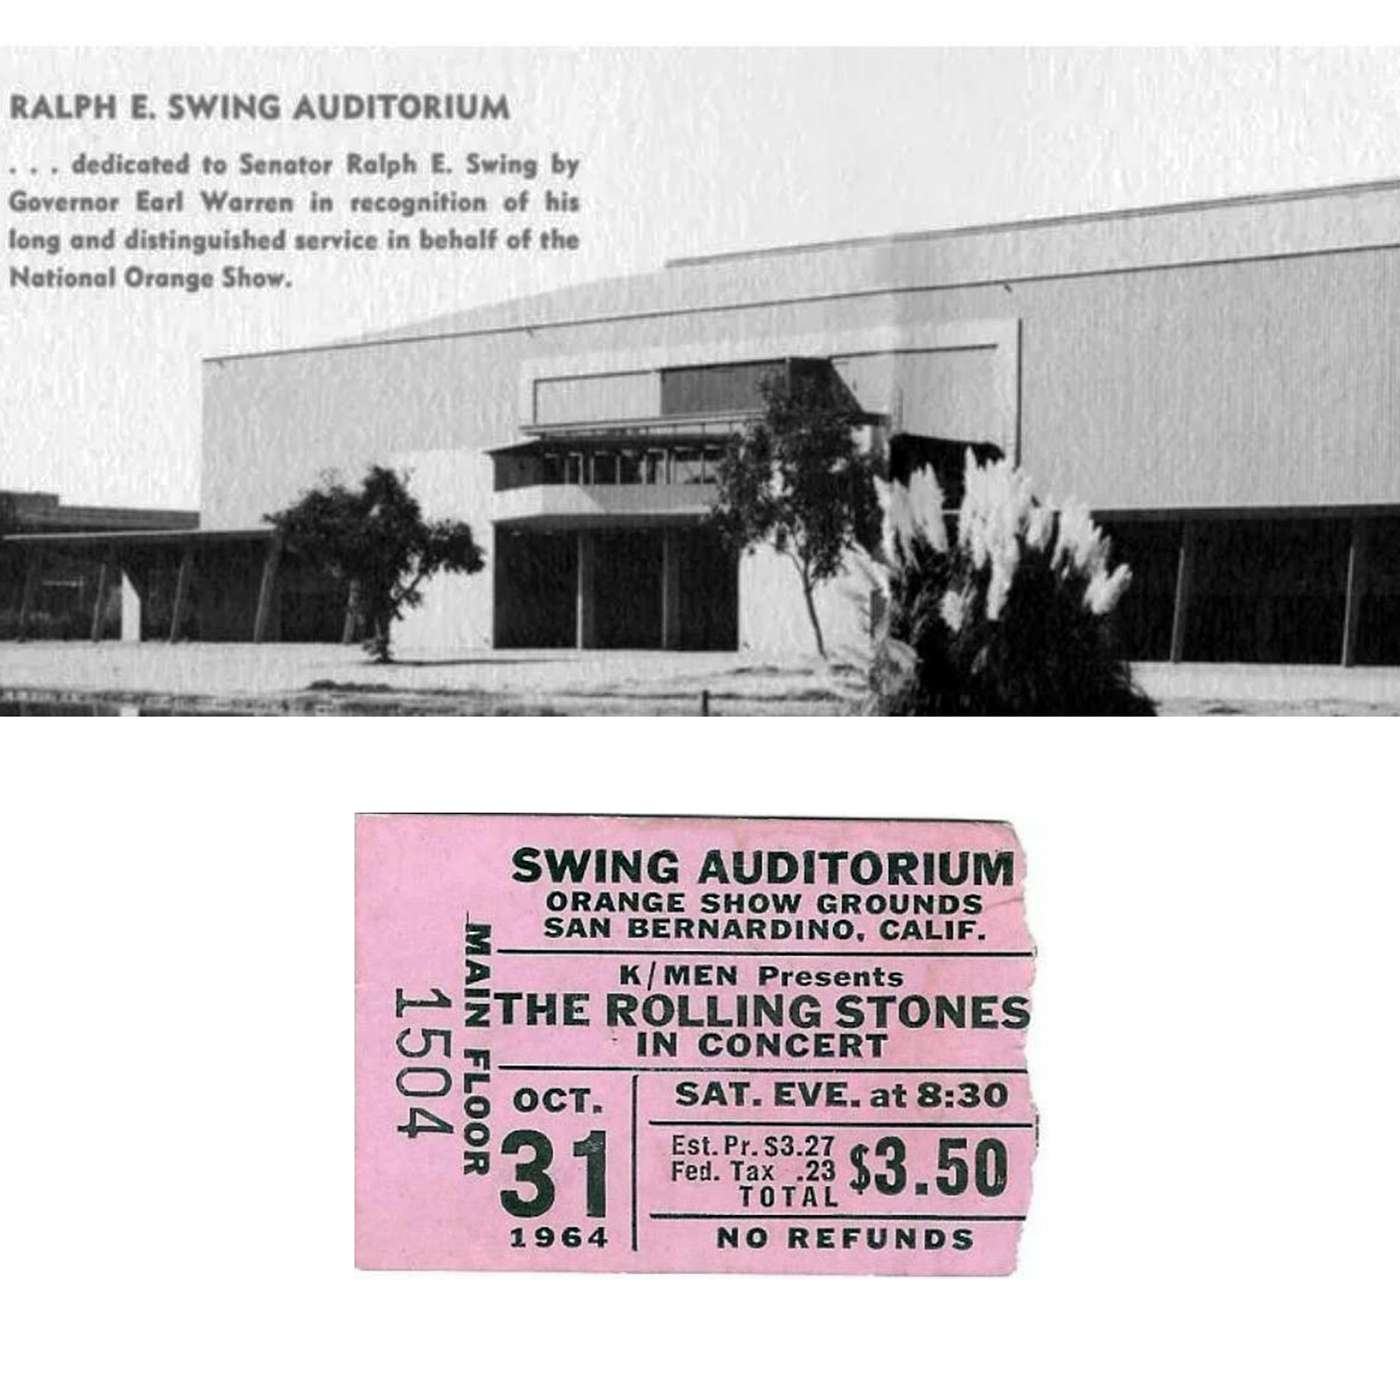 RALPH E. SWING AUDITORIUM
. . . dedicated to Senator Ralph E. Swing by
Governor Earl Warren in recognition of his
long and distinguished service in behalf of the
National Orange Show.
SWING AUDITORIUM
ORANGE SHOW GROUNDS
SAN BERNARDINO, CALIF.
K/MEN Presents
THE ROLLING STONES
IN CONCERT
MAIN FLOOR
1504
OCT.
31
1964
SAT. EVE. at 8:30
Est. Pr. $3.27
Fed. Tax .23
TOTAL
$3.50
NO REFUNDS